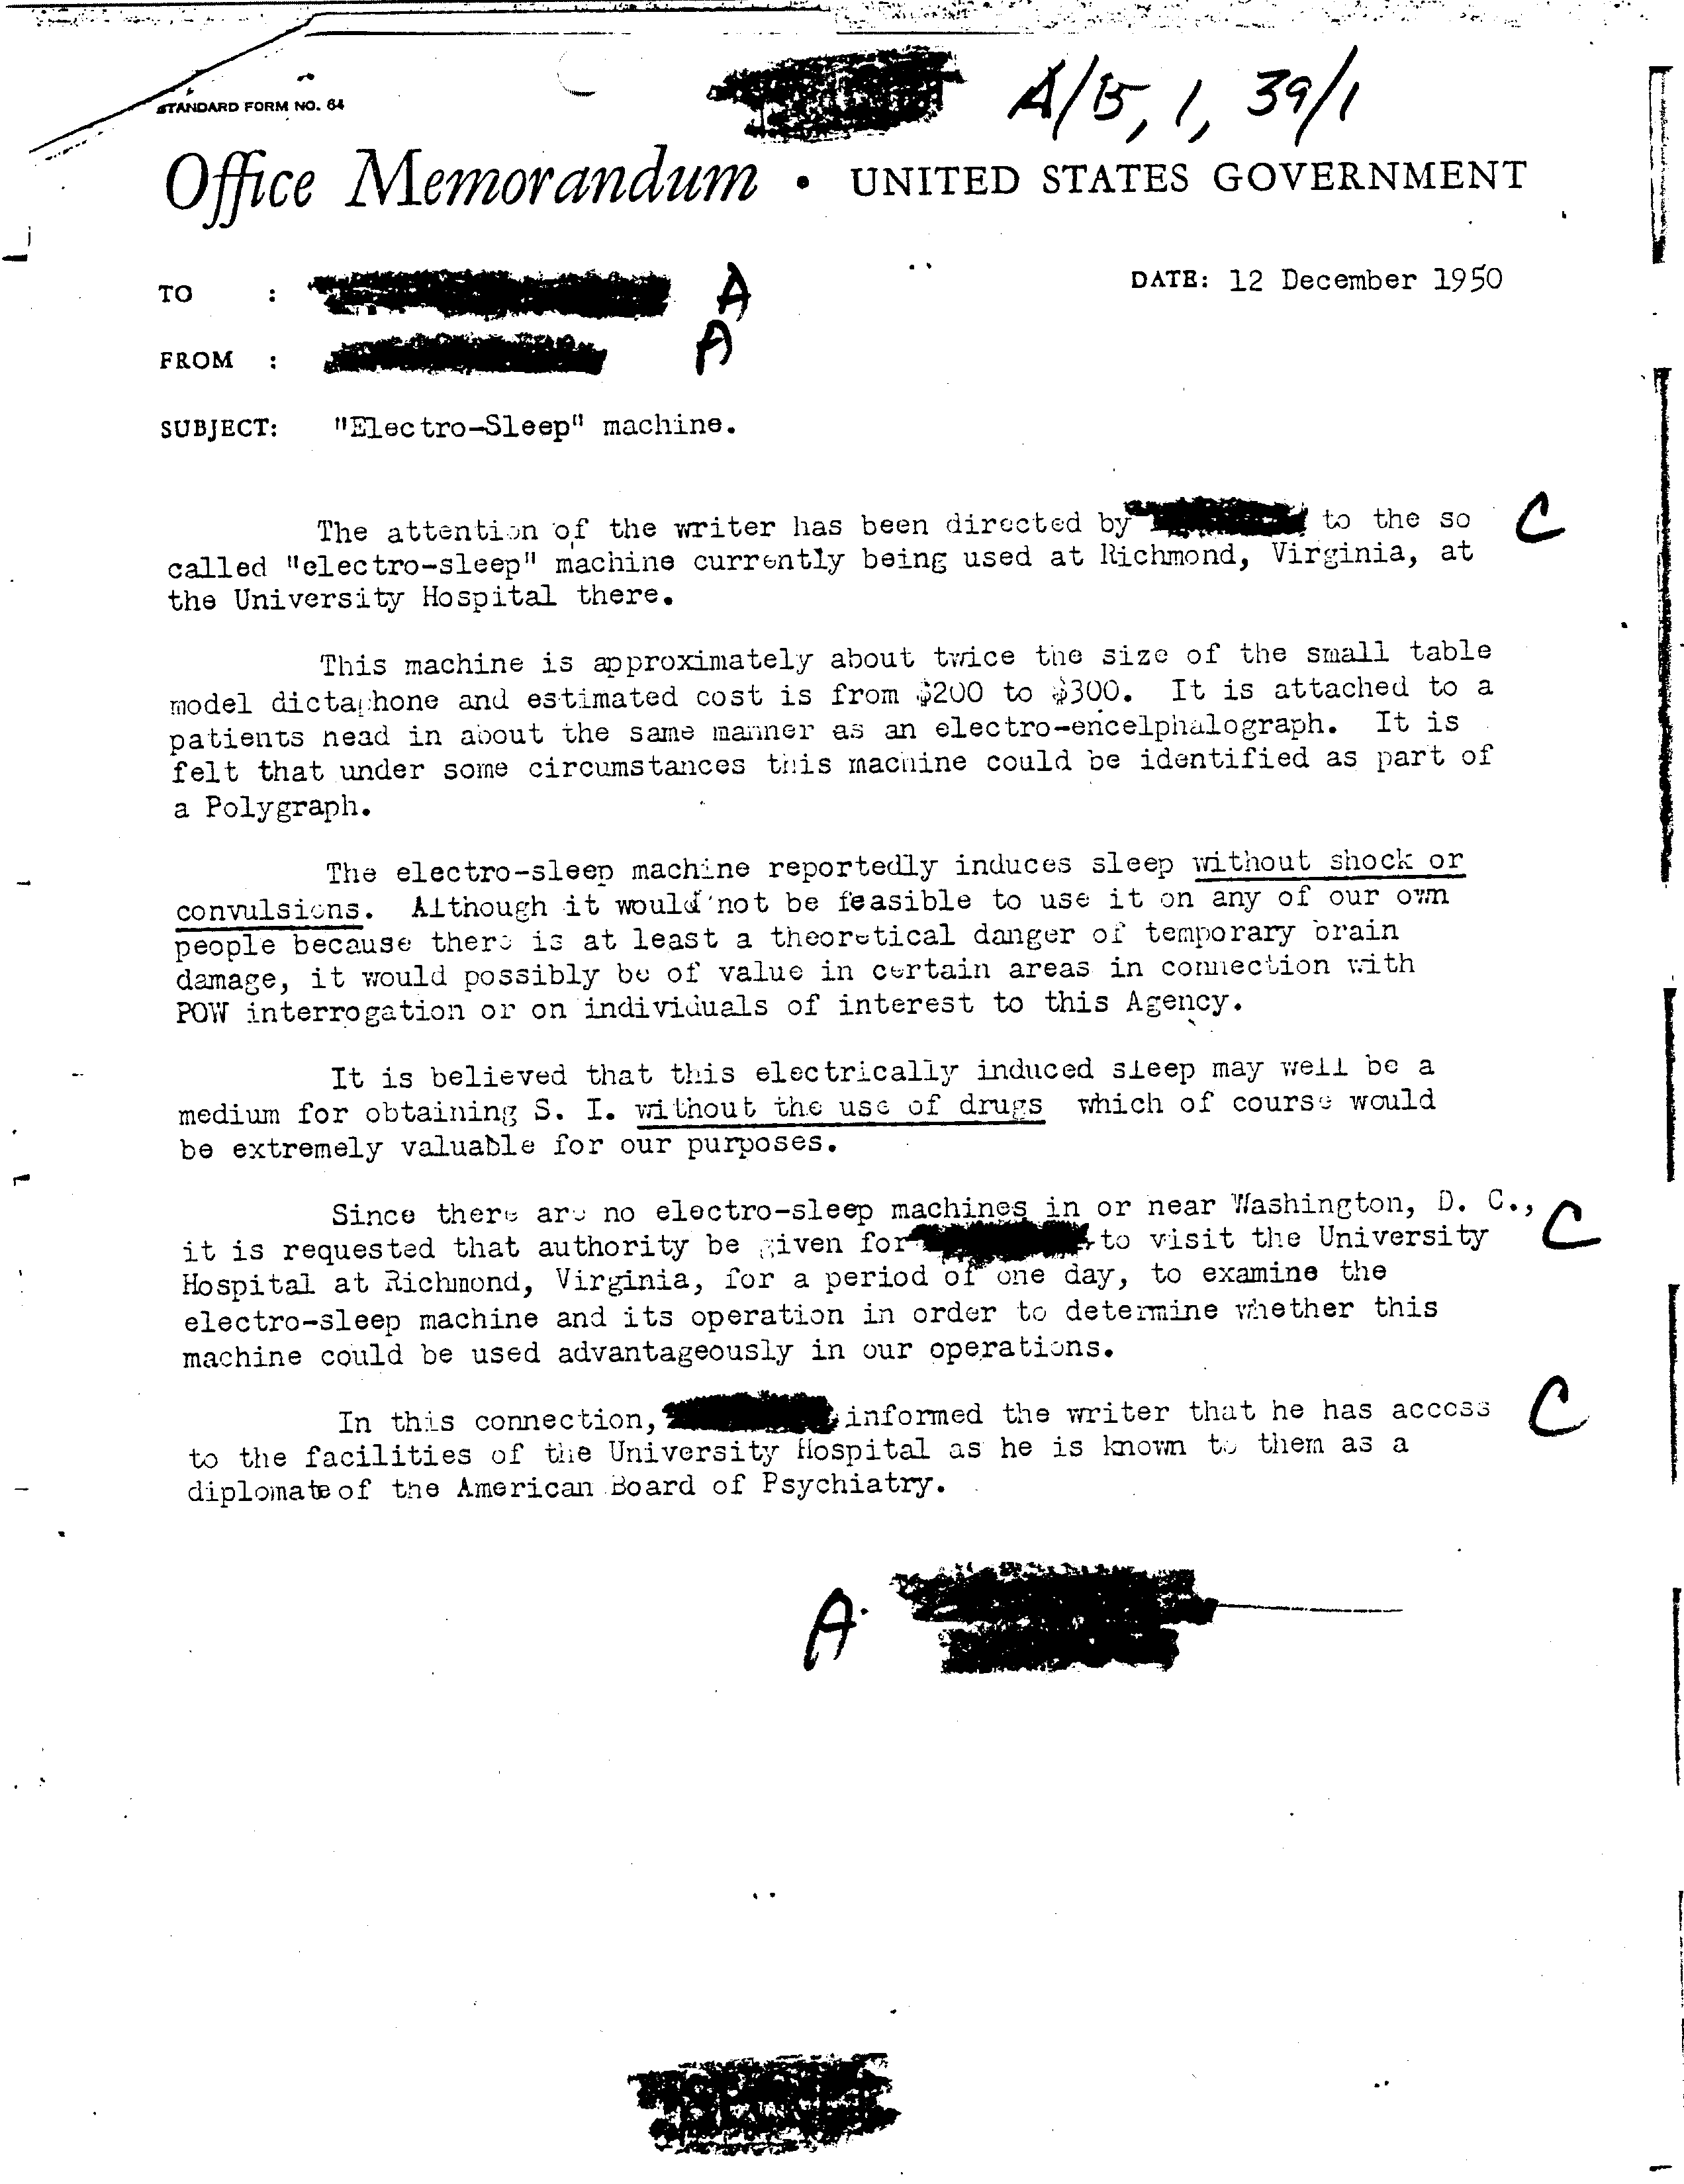 A/B, 1, 39/1
STANDARD FORM NO. 64
Office Memorandum • UNITED STATES GOVERNMENT
TO : A
DATE: 12 December 1950
FROM : A
SUBJECT: "Electro-Sleep" machine.
The attention of the writer has been directed by to the so C
called "electro-sleep" machine currently being used at Richmond, Virginia, at
the University Hospital there.
This machine is approximately about twice the size of the small table
model dictaphone and estimated cost is from $200 to $300. It is attached to a
patients head in about the same manner as an electro-encelphalograph. It is
felt that under some circumstances this machine could be identified as part of
a Polygraph.
The electro-sleep machine reportedly induces sleep without shock or
convulsions. Although it would not be feasible to use it on any of our own
people because there is at least a theoretical danger of temporary brain
damage, it would possibly be of value in certain areas in connection with
POW interrogation or on individuals of interest to this Agency.
It is believed that this electrically induced sleep may well be a
medium for obtaining S. I. without the use of drugs which of course would
be extremely valuable for our purposes.
Since there are no electro-sleep machines in or near Washington, D. C.,
it is requested that authority be given for to visit the University C
Hospital at Richmond, Virginia, for a period of one day, to examine the
electro-sleep machine and its operation in order to determine whether this
machine could be used advantageously in our operations.
In this connection, informed the writer that he has access C
to the facilities of the University Hospital as he is known to them as a
diplomate of the American Board of Psychiatry.
A